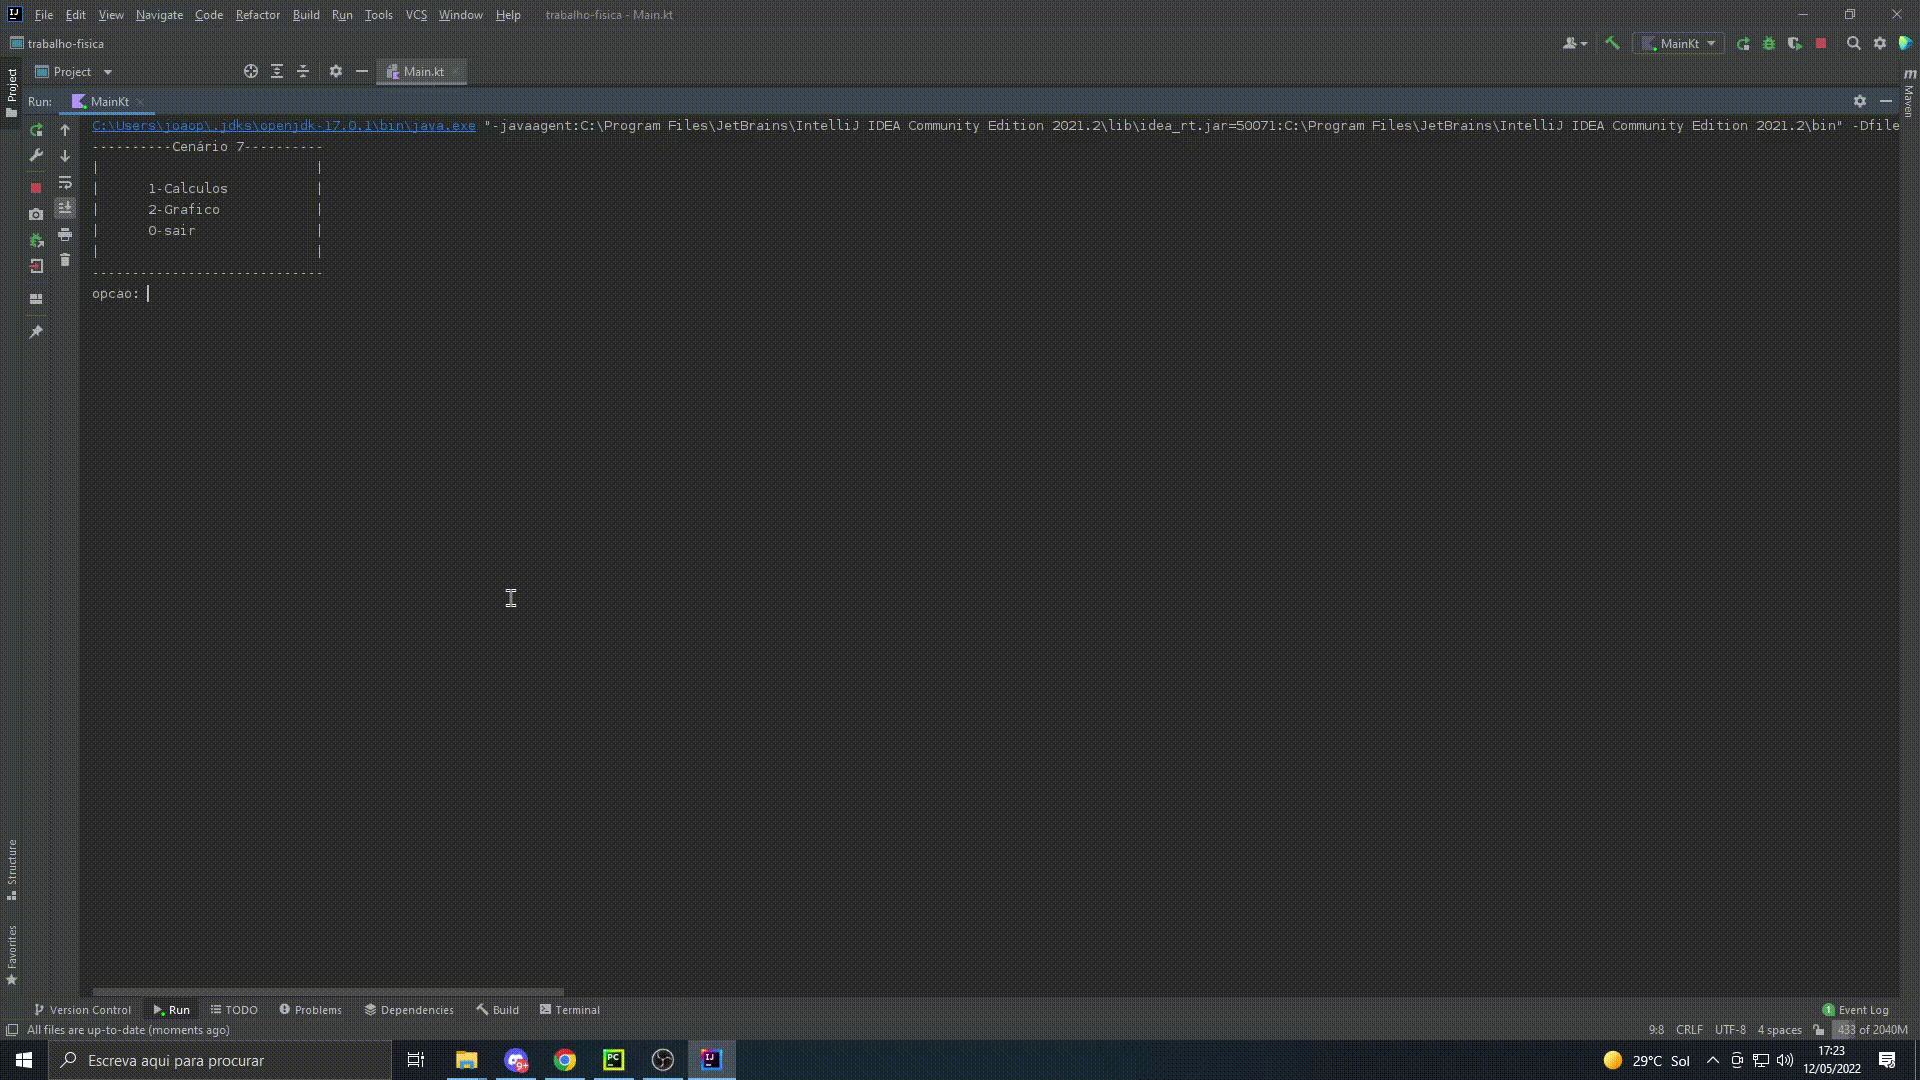 File Edit View Navigate Code Refactor Build Run Tools VCS Window Help trabalho-fisica - Main.kt
trabalho-fisica
MainKt
Project
Project
Main.kt
m
Maven
Run: MainKt
C:\Users\joaop\.jdks\openjdk-17.0.1\bin\java.exe "-javaagent:C:\Program Files\JetBrains\IntelliJ IDEA Community Edition 2021.2\lib\idea_rt.jar=50071:C:\Program Files\JetBrains\IntelliJ IDEA Community Edition 2021.2\bin" -Dfile
----------Cenário 7----------
| |
| 1-Calculos |
| 2-Grafico |
| 0-sair |
| |
-----------------------------
opcao:
Structure
Favorites
Version Control Run TODO Problems Dependencies Build Terminal 1 Event Log
All files are up-to-date (moments ago) 9:8 CRLF UTF-8 4 spaces 433 of 2040M
Escreva aqui para procurar
9+
PC
IJ
29°C Sol
17:23
12/05/2022